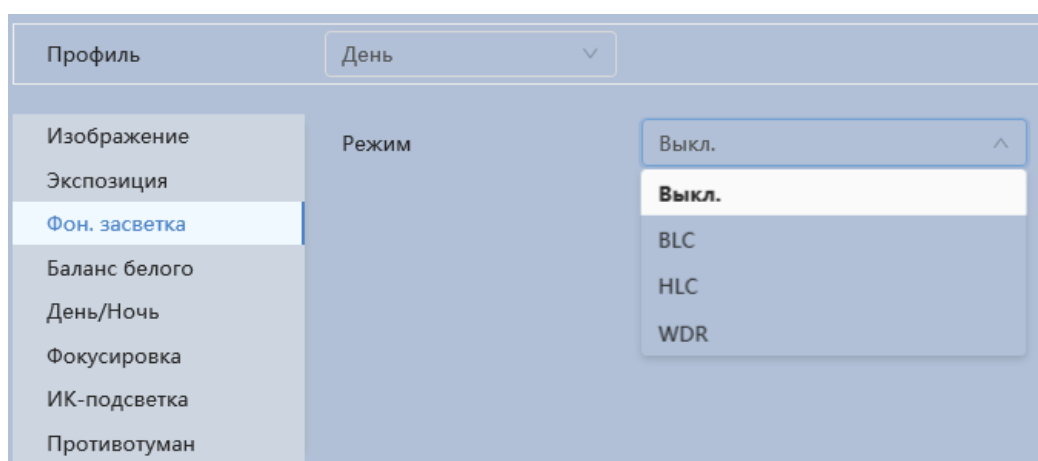 Профиль День
Изображение Режим Выкл.
Экспозиция Выкл.
Фон. засветка BLC
Баланс белого HLC
День/Ночь WDR
Фокусировка
ИК-подсветка
Противотуман